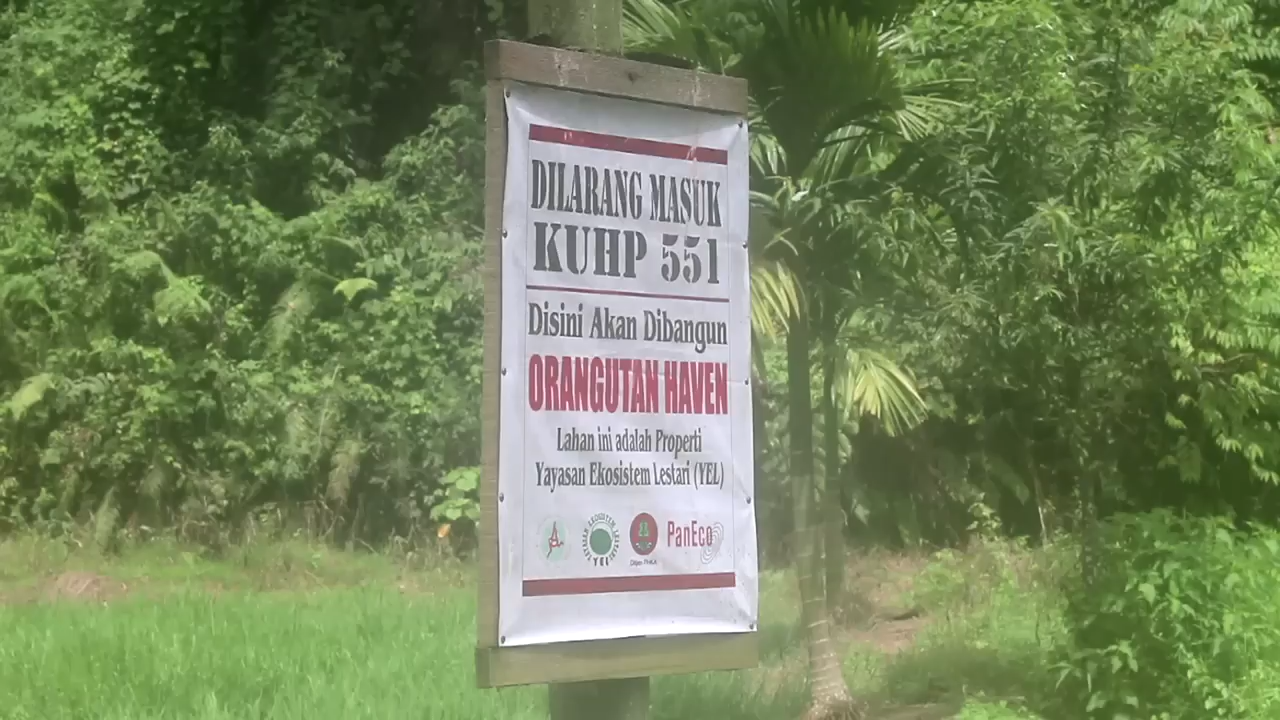 DILARANG MASUK
KUHP 551
Disini Akan Dibangun
ORANGUTAN HAVEN
Lahan ini adalah Properti
Yayasan Ekosistem Lestari (YEL)
PanEco